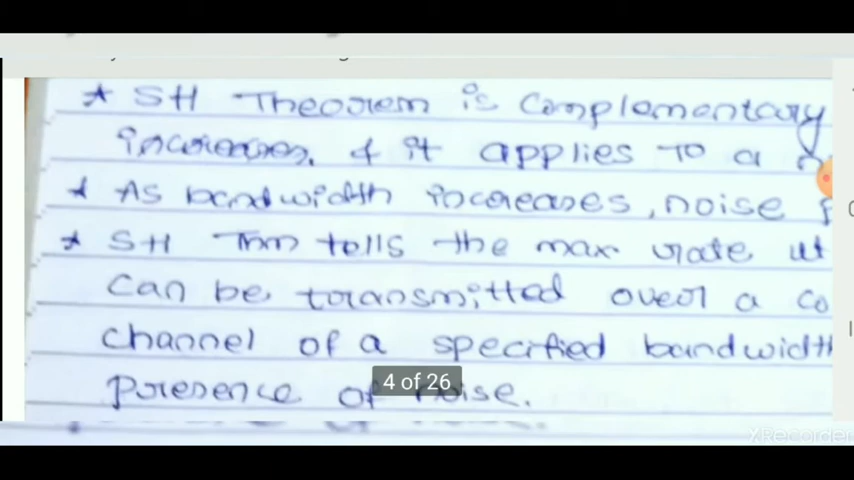 * SH Theorem is complementary
increases. & it applies to a
* As bandwidth increases, noise
* SH Thm tells the max rate at
can be transmitted over a co
channel of a specified bandwidth
presence of noise.
4 of 26
XRecorder